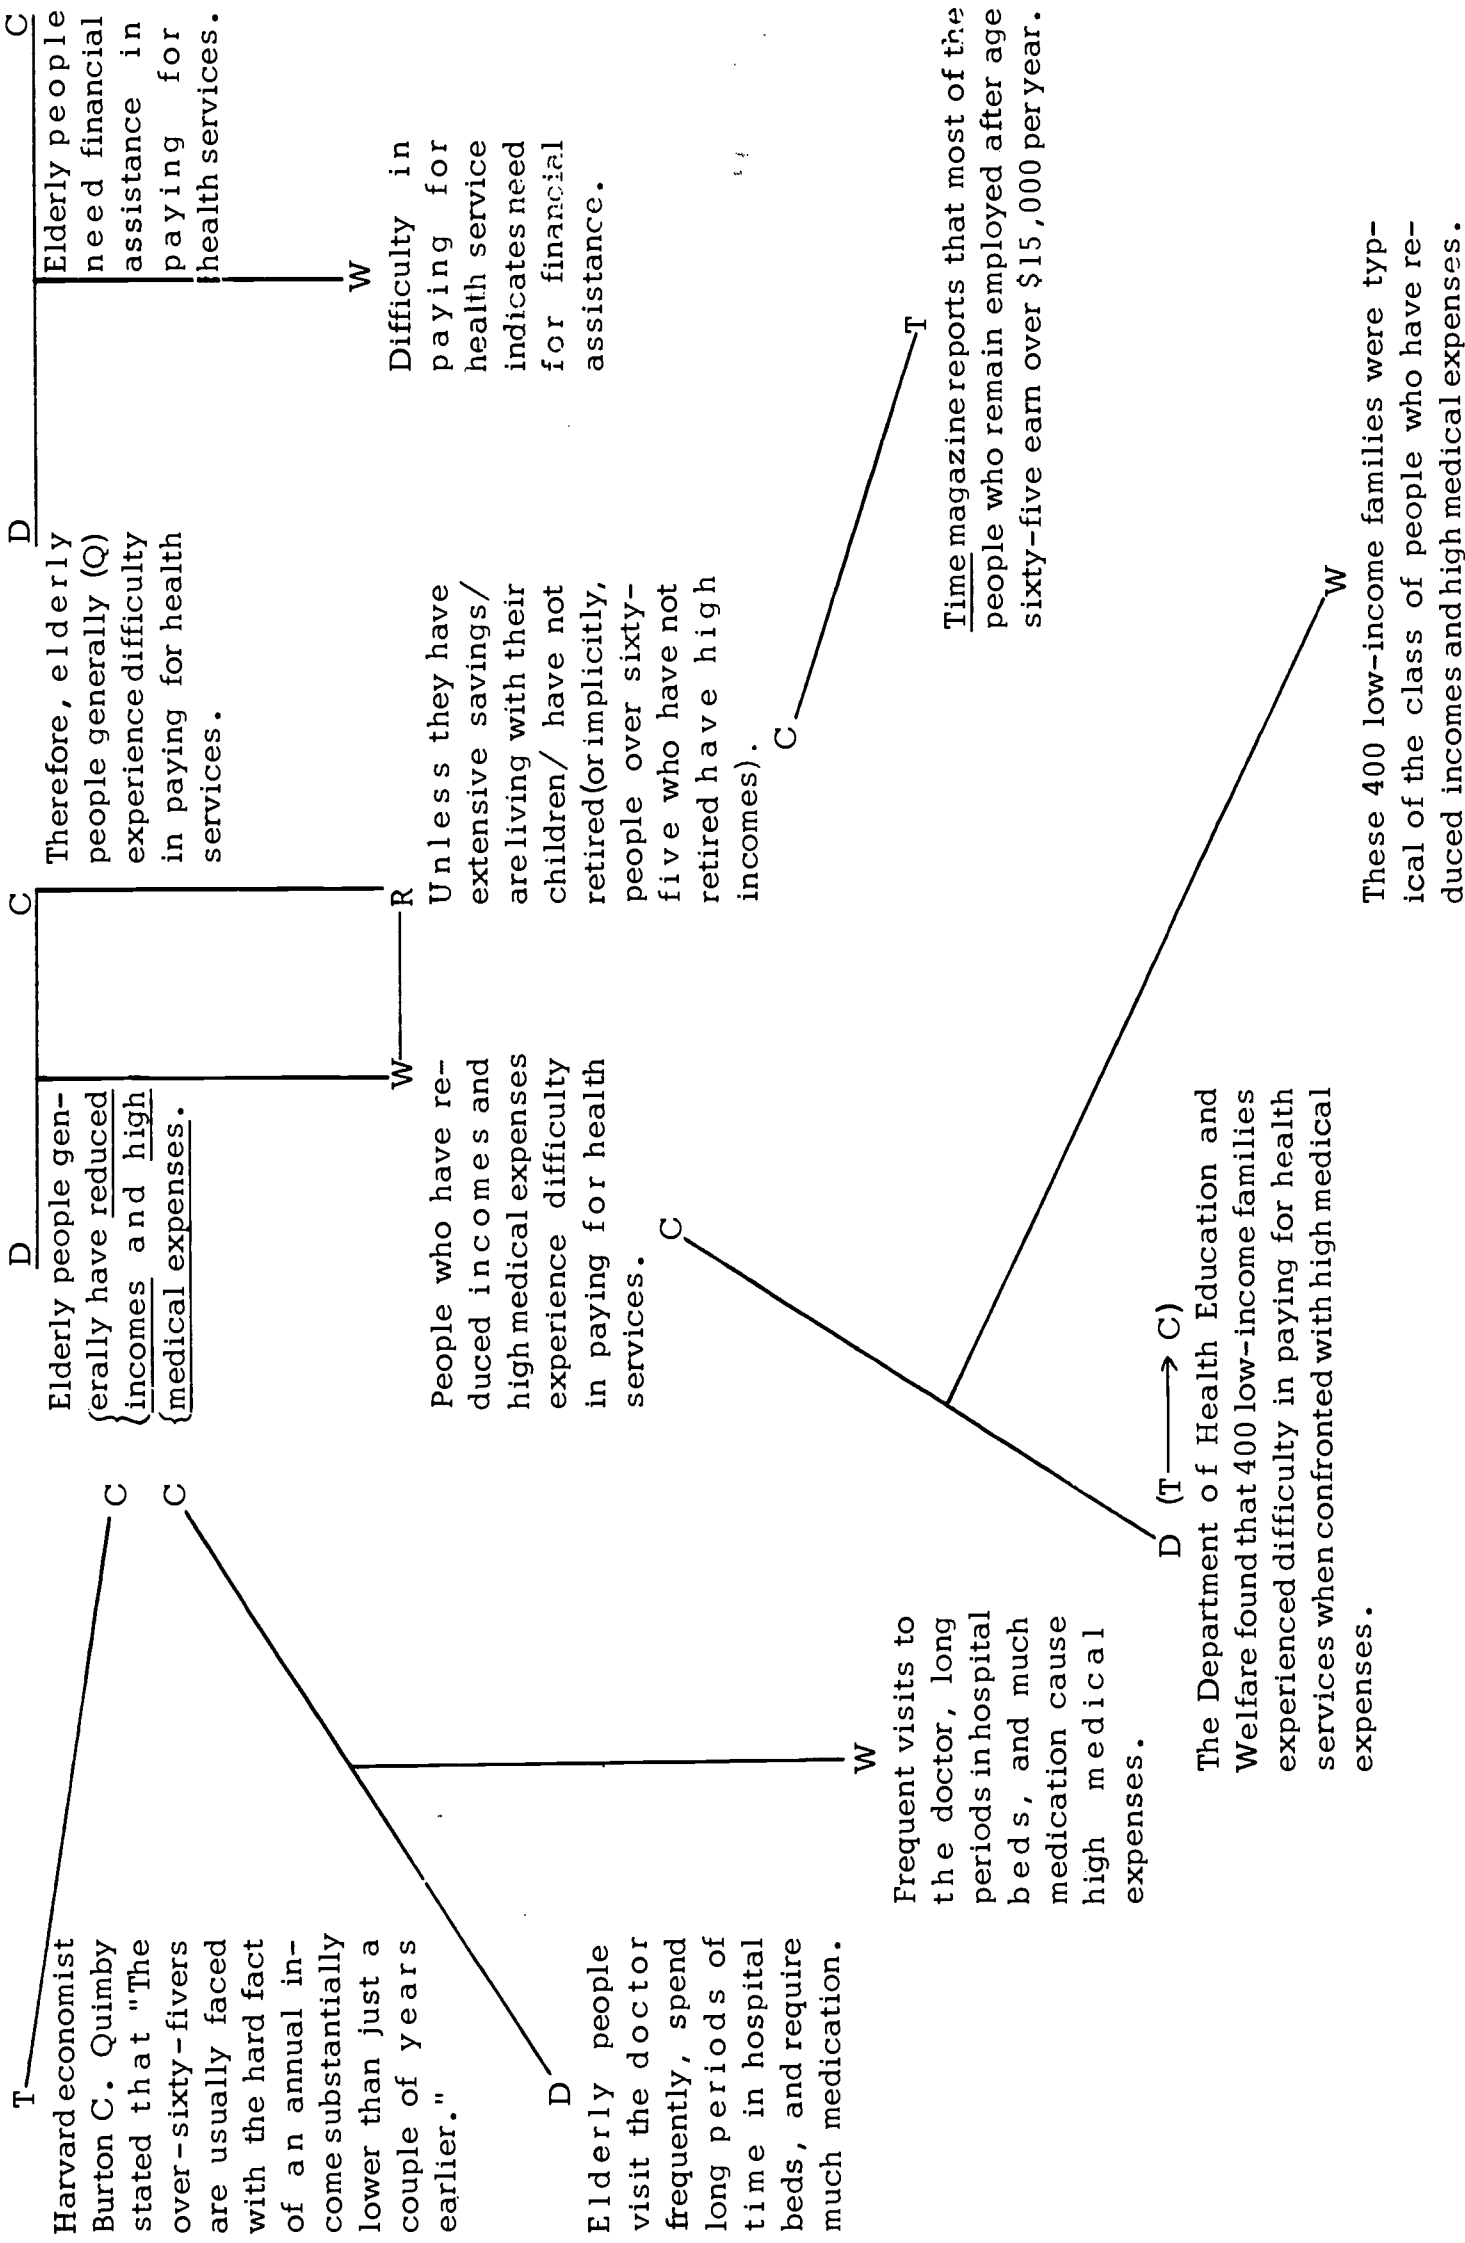 T
Harvard economist
Burton C. Quimby
stated that "The
over-sixty-fivers
are usually faced
with the hard fact
of an annual in-
come substantially
lower than just a
couple of years
earlier."
C
C
D
Elderly people
visit the doctor
frequently, spend
long periods of
time in hospital
beds, and require
much medication.
W
Frequent visits to
the doctor, long
periods in hospital
beds, and much
medication cause
high medical
expenses.
D
Elderly people gen-
erally have reduced
incomes and high
medical expenses.
C
Therefore, elderly
people generally (Q)
experience difficulty
in paying for health
services.
W
People who have re-
duced incomes and
high medical expenses
experience difficulty
in paying for health
services.
R
Unless they have
extensive savings/
are living with their
children/ have not
retired (or implicitly,
people over sixty-
five who have not
retired have high
incomes).
D
C
Elderly people
need financial
assistance in
paying for
health services.
W
Difficulty in
paying for
health service
indicates need
for financial
assistance.
C
D (T → C)
The Department of Health Education and
Welfare found that 400 low-income families
experienced difficulty in paying for health
services when confronted with high medical
expenses.
W
These 400 low-income families were typ-
ical of the class of people who have re-
duced incomes and high medical expenses.
C
T
Time magazine reports that most of the
people who remain employed after age
sixty-five earn over $15,000 per year.